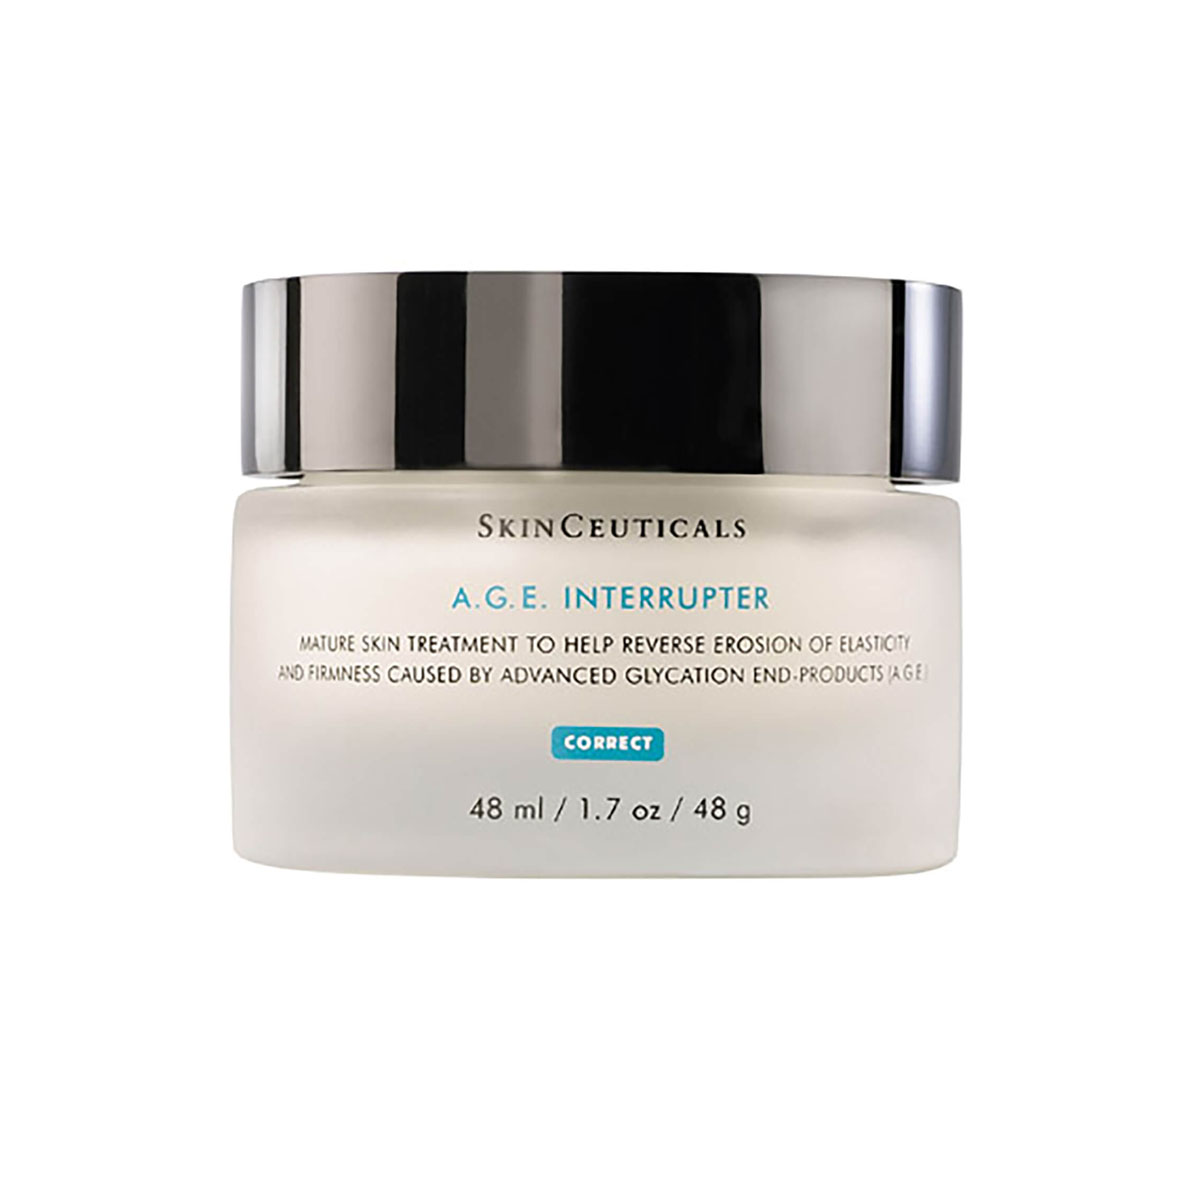 SKINCEUTICALS
A.G.E. INTERRUPTER
MATURE SKIN TREATMENT TO HELP REVERSE EROSION OF ELASTICITY
AND FIRMNESS CAUSED BY ADVANCED GLYCATION END-PRODUCTS (A.G.E.)
CORRECT
48 ml / 1.7 oz / 48 g